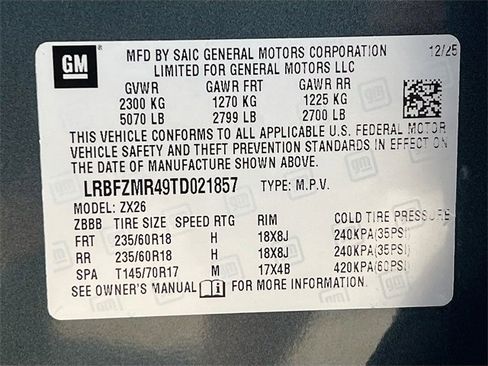 GM
MFD BY SAIC GENERAL MOTORS CORPORATION 12/25
LIMITED FOR GENERAL MOTORS LLC
GVWR GAWR FRT GAWR RR
2300 KG 1270 KG 1225 KG
5070 LB 2799 LB 2700 LB
THIS VEHICLE CONFORMS TO ALL APPLICABLE U.S. FEDERAL MOTOR
VEHICLE SAFETY AND THEFT PREVENTION STANDARDS IN EFFECT ON
THE DATE OF MANUFACTURE SHOWN ABOVE.
LRBFZMR49TD021857 TYPE: M.P.V.
MODEL: ZX26
ZBBB TIRE SIZE SPEED RTG RIM COLD TIRE PRESSURE
FRT 235/60R18 H 18X8J 240KPA(35PSI)
RR 235/60R18 H 18X8J 240KPA(35PSI)
SPA T145/70R17 M 17X4B 420KPA(60PSI)
SEE OWNER'S MANUAL FOR MORE INFORMATION